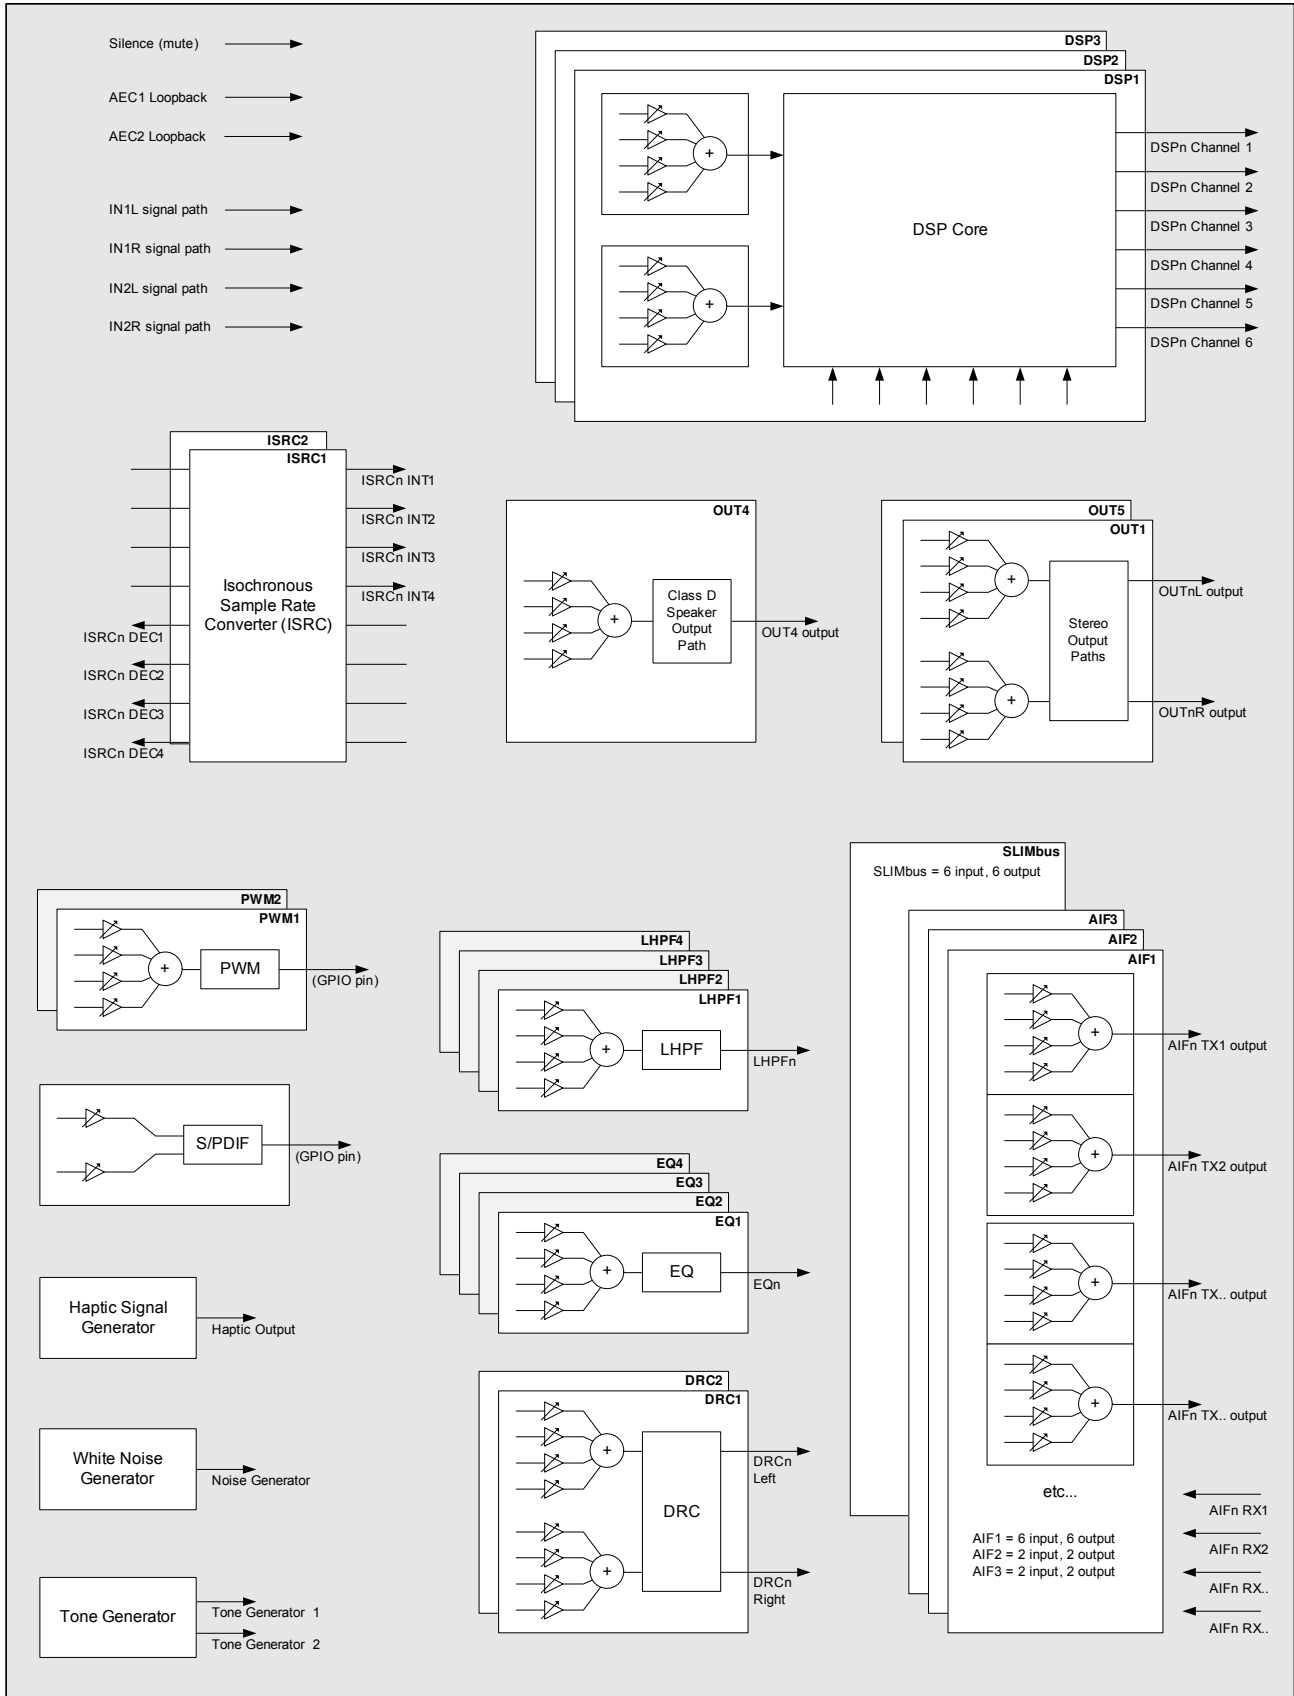 Silence (mute)
AEC1 Loopback
AEC2 Loopback
IN1L signal path
IN1R signal path
IN2L signal path
IN2R signal path
DSP3
DSP2
DSP1
+
+
DSP Core
DSPn Channel 1
DSPn Channel 2
DSPn Channel 3
DSPn Channel 4
DSPn Channel 5
DSPn Channel 6
ISRC2
ISRC1
Isochronous
Sample Rate
Converter (ISRC)
ISRCn INT1
ISRCn INT2
ISRCn INT3
ISRCn INT4
ISRCn DEC1
ISRCn DEC2
ISRCn DEC3
ISRCn DEC4
OUT4
+
Class D
Speaker
Output
Path
OUT4 output
OUT5
OUT1
+
+
Stereo
Output
Paths
OUTnL output
OUTnR output
PWM2
PWM1
+
PWM
(GPIO pin)
S/PDIF
(GPIO pin)
Haptic Signal
Generator
Haptic Output
White Noise
Generator
Noise Generator
Tone Generator
Tone Generator 1
Tone Generator 2
LHPF4
LHPF3
LHPF2
LHPF1
+
LHPF
LHPFn
EQ4
EQ3
EQ2
EQ1
+
EQ
EQn
DRC2
DRC1
+
+
DRC
DRCn
Left
DRCn
Right
SLIMbus
SLIMbus = 6 input, 6 output
AIF3
AIF2
AIF1
+
AIFn TX1 output
+
AIFn TX2 output
+
AIFn TX.. output
+
AIFn TX.. output
etc...
AIF1 = 6 input, 6 output
AIF2 = 2 input, 2 output
AIF3 = 2 input, 2 output
AIFn RX1
AIFn RX2
AIFn RX..
AIFn RX..